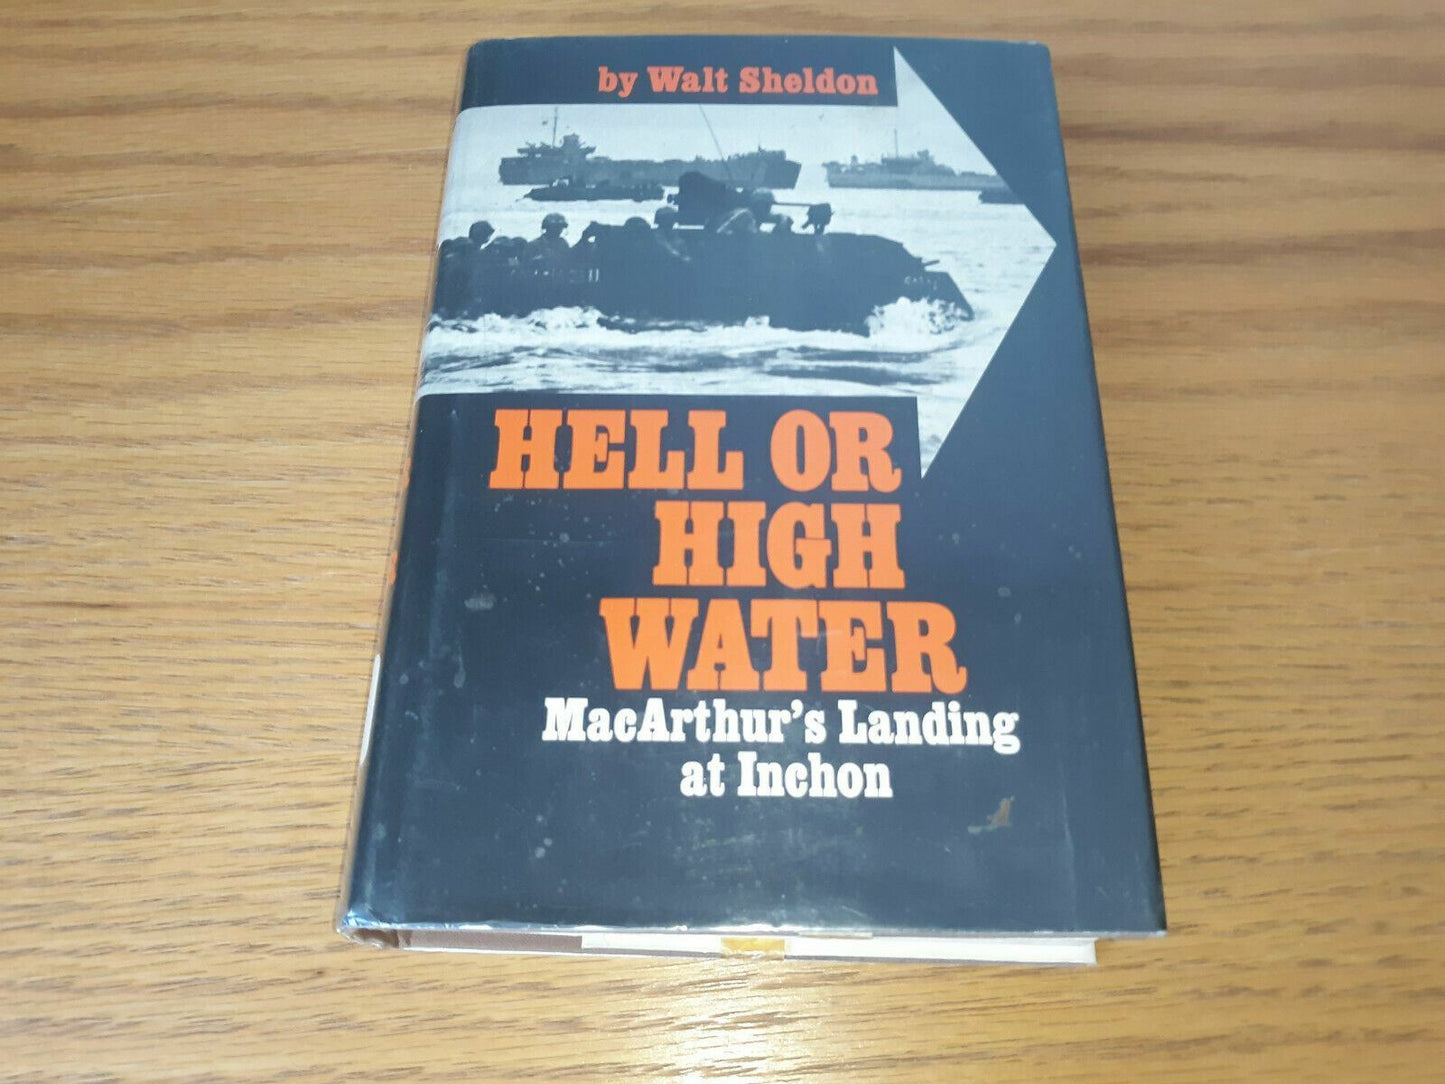 by Walt Sheldon
HELL OR
HIGH
WATER
MacArthur's Landing
at Inchon